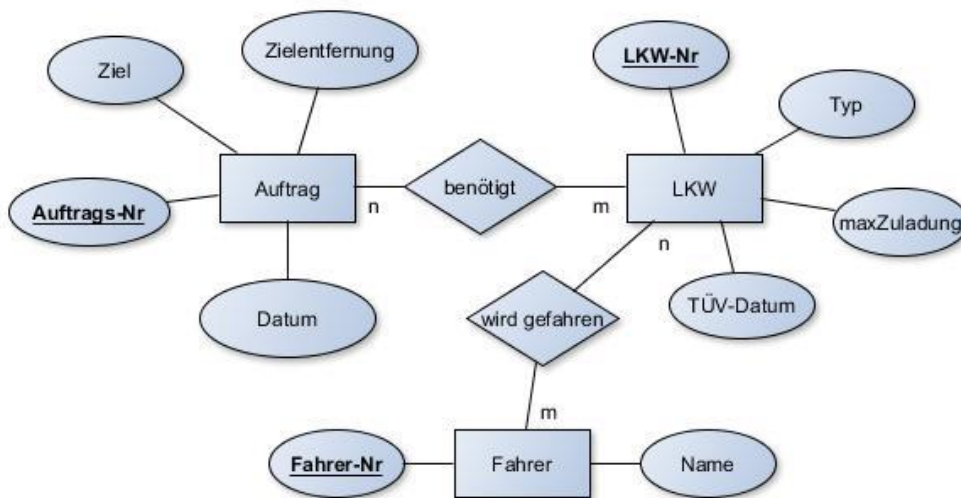 Zielentfernung
Ziel
LKW-Nr
Typ
Auftrag
benötigt
LKW
n
m
Auftrags-Nr
maxZuladung
n
Datum
wird gefahren
TÜV-Datum
m
Fahrer-Nr
Fahrer
Name